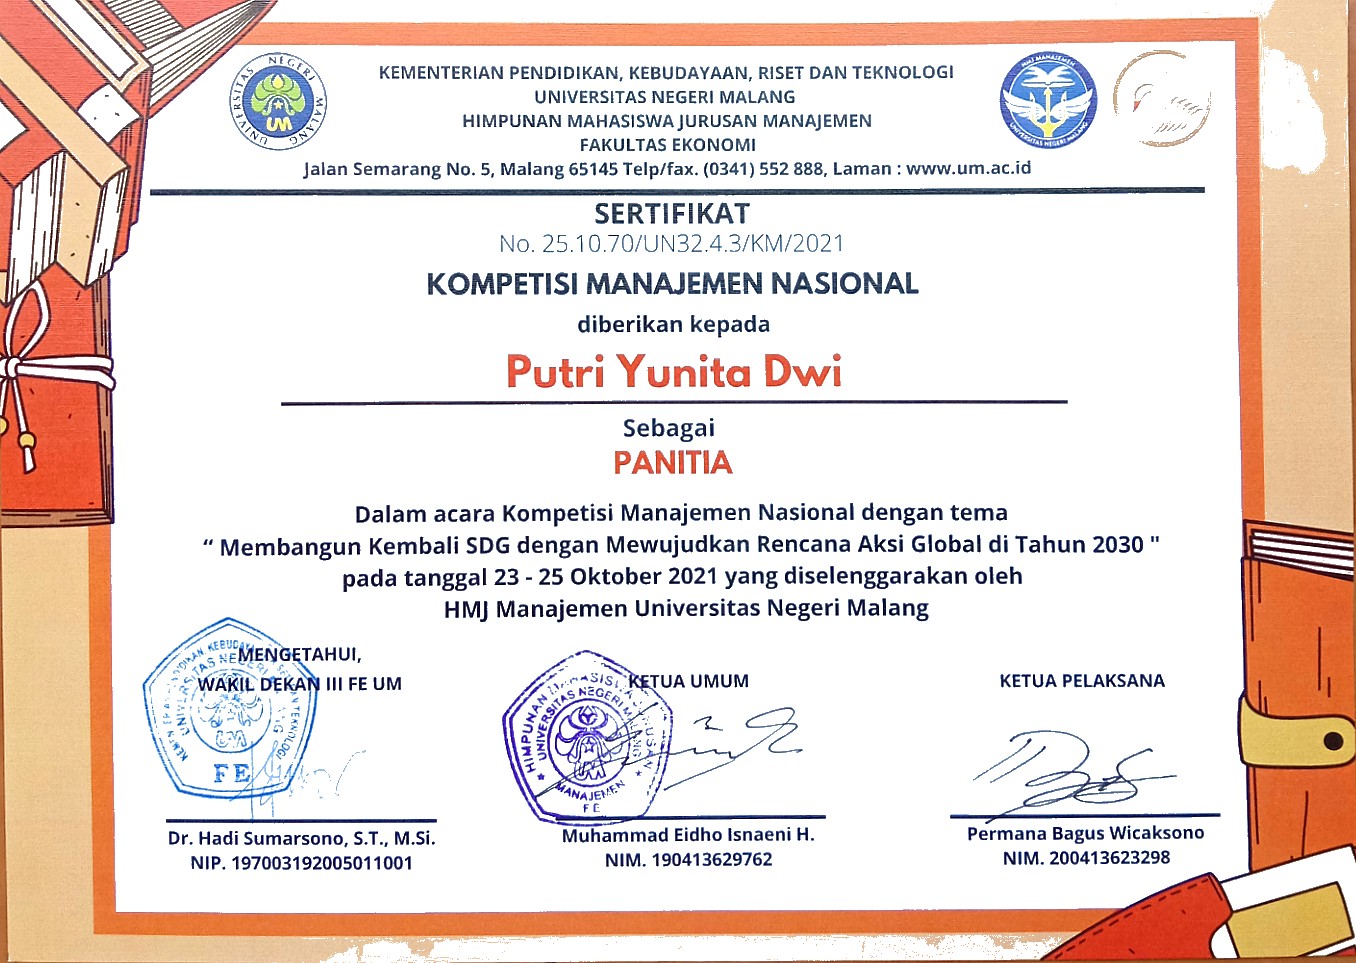 KEMENTERIAN PENDIDIKAN, KEBUDAYAAN, RISET DAN TEKNOLOGI
UNIVERSITAS NEGERI MALANG
HIMPUNAN MAHASISWA JURUSAN MANAJEMEN
FAKULTAS EKONOMI
Jalan Semarang No. 5, Malang 65145 Telp/fax. (0341) 552 888, Laman : www.um.ac.id
UNIVERSITAS NEGERI MALANG
UM
HMJ MANAJEMEN
UNIVERSITAS NEGERI MALANG
SERTIFIKAT
No. 25.10.70/UN32.4.3/KM/2021
KOMPETISI MANAJEMEN NASIONAL
diberikan kepada
Putri Yunita Dwi
Sebagai
PANITIA
Dalam acara Kompetisi Manajemen Nasional dengan tema
“ Membangun Kembali SDG dengan Mewujudkan Rencana Aksi Global di Tahun 2030 "
pada tanggal 23 - 25 Oktober 2021 yang diselenggarakan oleh
HMJ Manajemen Universitas Negeri Malang
MENGETAHUI,
WAKIL DEKAN III FE UM
UNIVERSITAS NEGERI
UM
FE
Dr. Hadi Sumarsono, S.T., M.Si.
NIP. 197003192005011001
KETUA UMUM
HIMPUNAN MAHASISWA JURUSAN
UNIVERSITAS NEGERI MALANG
UM
MANAJEMEN
FE
Muhammad Eidho Isnaeni H.
NIM. 190413629762
KETUA PELAKSANA
Permana Bagus Wicaksono
NIM. 200413623298